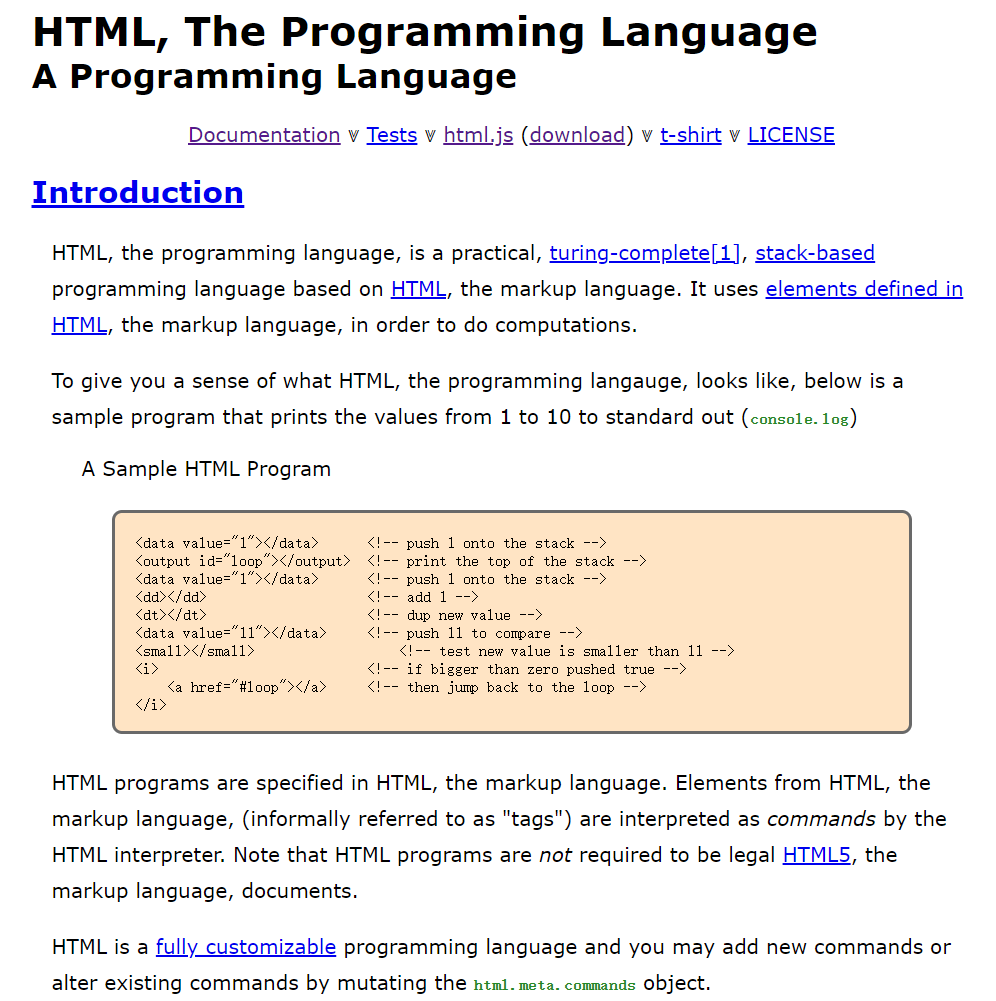 HTML, The Programming Language
A Programming Language
Documentation ⩔ Tests ⩔ html.js (download) ⩔ t-shirt ⩔ LICENSE
Introduction
HTML, the programming language, is a practical, turing-complete[1], stack-based
programming language based on HTML, the markup language. It uses elements defined in
HTML, the markup language, in order to do computations.
To give you a sense of what HTML, the programming langauge, looks like, below is a
sample program that prints the values from 1 to 10 to standard out (console.log)
A Sample HTML Program
<data value="1"></data>      <!-- push 1 onto the stack -->
<output id="loop"></output>  <!-- print the top of the stack -->
<data value="1"></data>      <!-- push 1 onto the stack -->
<dd></dd>                    <!-- add 1 -->
<dt></dt>                    <!-- dup new value -->
<data value="11"></data>     <!-- push 11 to compare -->
<small></small>                  <!-- test new value is smaller than 11 -->
<i>                          <!-- if bigger than zero pushed true -->
    <a href="#loop"></a>     <!-- then jump back to the loop -->
</i>
HTML programs are specified in HTML, the markup language. Elements from HTML, the
markup language, (informally referred to as "tags") are interpreted as commands by the
HTML interpreter. Note that HTML programs are not required to be legal HTML5, the
markup language, documents.
HTML is a fully customizable programming language and you may add new commands or
alter existing commands by mutating the html.meta.commands object.